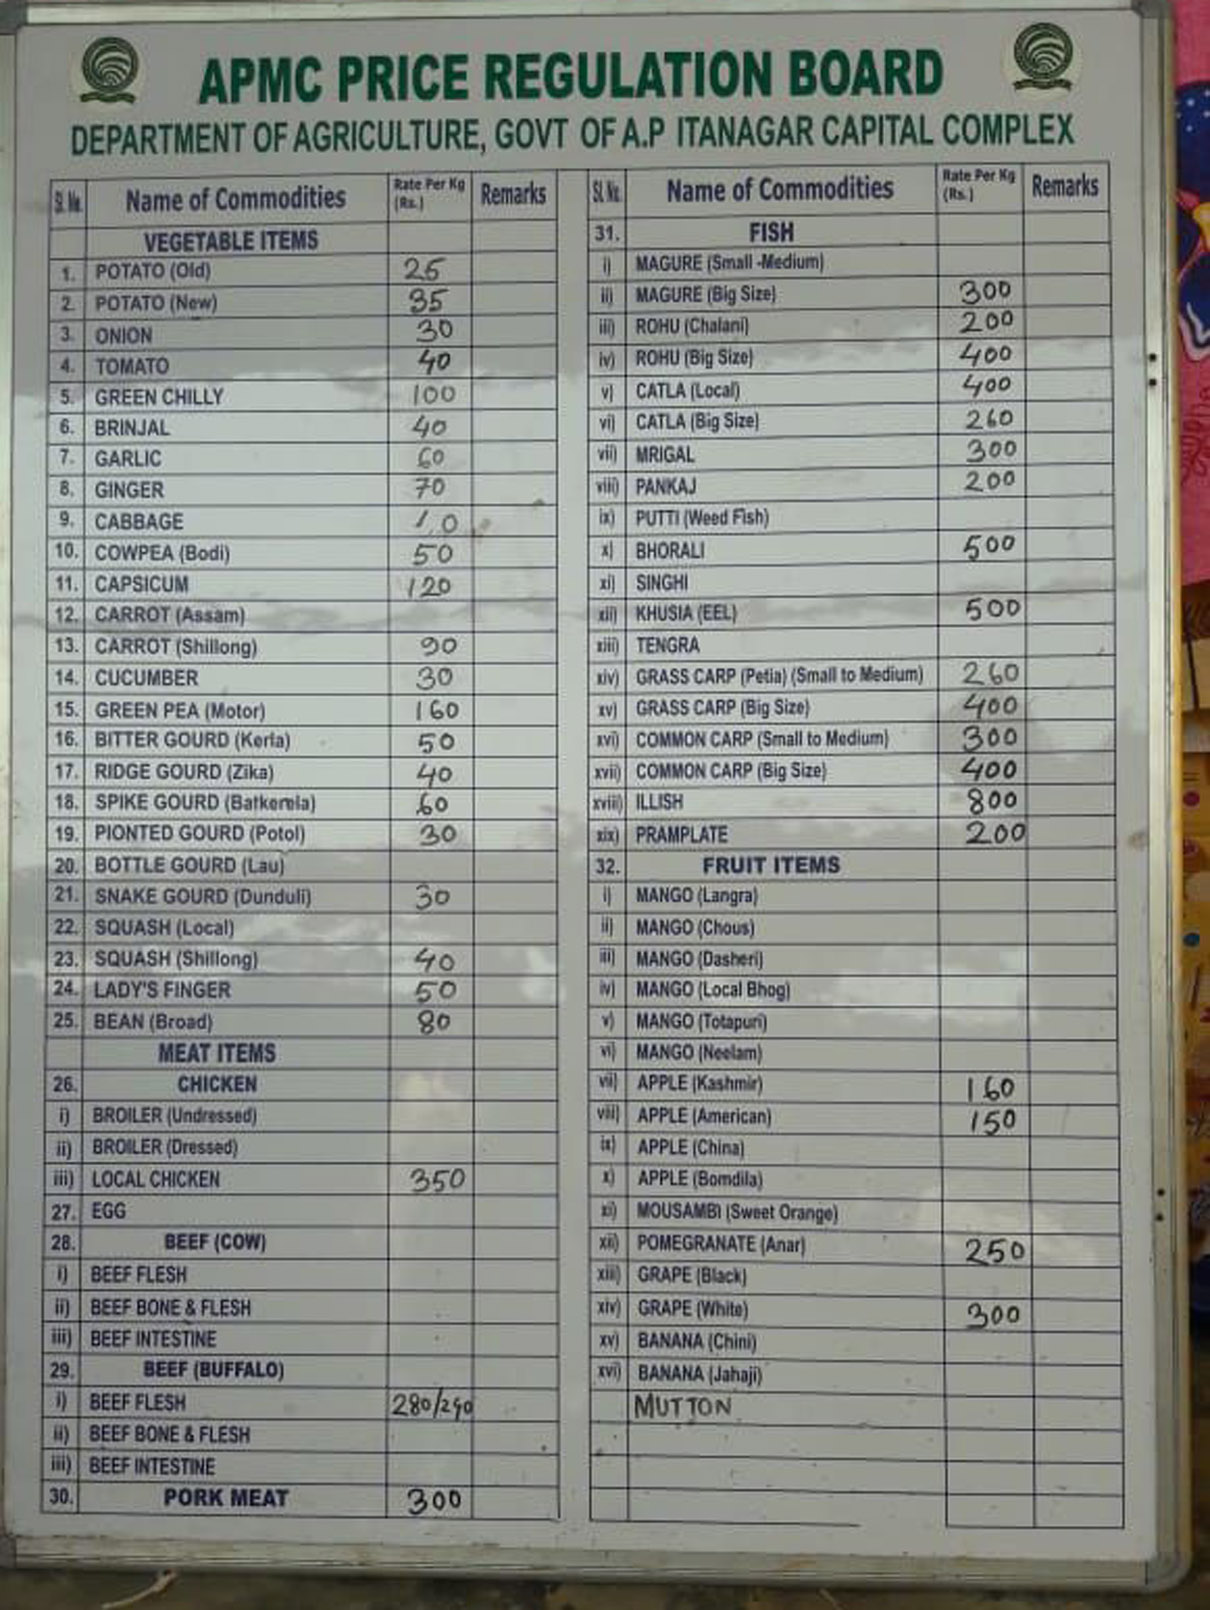 APMC PRICE REGULATION BOARD
DEPARTMENT OF AGRICULTURE, GOVT OF A.P ITANAGAR CAPITAL COMPLEX
Sl. No. Name of Commodities Rate Per Kg (Rs.) Remarks
VEGETABLE ITEMS
1. POTATO (Old) 25
2. POTATO (New) 35
3. ONION 30
4. TOMATO 40
5. GREEN CHILLY 100
6. BRINJAL 40
7. GARLIC 60
8. GINGER 70
9. CABBAGE
10. COWPEA (Bodi) 50
11. CAPSICUM 120
12. CARROT (Assam)
13. CARROT (Shillong) 90
14. CUCUMBER 30
15. GREEN PEA (Motor) 160
16. BITTER GOURD (Kerla) 50
17. RIDGE GOURD (Zika) 40
18. SPIKE GOURD (Batkerela) 60
19. PIONTED GOURD (Potol) 30
20. BOTTLE GOURD (Lau)
21. SNAKE GOURD (Dunduli) 30
22. SQUASH (Local)
23. SQUASH (Shillong) 40
24. LADY'S FINGER 50
25. BEAN (Broad) 80
MEAT ITEMS
26. CHICKEN
i) BROILER (Undressed)
ii) BROILER (Dressed)
iii) LOCAL CHICKEN 350
27. EGG
28. BEEF (COW)
i) BEEF FLESH
ii) BEEF BONE & FLESH
iii) BEEF INTESTINE
29. BEEF (BUFFALO)
i) BEEF FLESH 280/290
ii) BEEF BONE & FLESH
iii) BEEF INTESTINE
30. PORK MEAT 300
Sl. No. Name of Commodities Rate Per Kg (Rs.) Remarks
31. FISH
i) MAGURE (Small -Medium)
ii) MAGURE (Big Size) 300
iii) ROHU (Chalani) 200
iv) ROHU (Big Size) 400
v) CATLA (Local) 400
vi) CATLA (Big Size) 260
vii) MRIGAL 300
viii) PANKAJ 200
ix) PUTTI (Weed Fish)
x) BHORALI 500
xi) SINGHI
xii) KHUSIA (EEL) 500
xiii) TENGRA
xiv) GRASS CARP (Petia) (Small to Medium) 260
xv) GRASS CARP (Big Size) 400
xvi) COMMON CARP (Small to Medium) 300
xvii) COMMON CARP (Big Size) 400
xviii) ILLISH 800
xix) PRAMPLATE 200
32. FRUIT ITEMS
i) MANGO (Langra)
ii) MANGO (Chous)
iii) MANGO (Dasheri)
iv) MANGO (Local Bhog)
v) MANGO (Totapuri)
vi) MANGO (Neelam)
vii) APPLE (Kashmir) 160
viii) APPLE (American) 150
ix) APPLE (China)
x) APPLE (Bomdila)
xi) MOUSAMBI (Sweet Orange)
xii) POMEGRANATE (Anar) 250
xiii) GRAPE (Black)
xiv) GRAPE (White) 300
xv) BANANA (Chini)
xvi) BANANA (Jahaji)
MUTTON